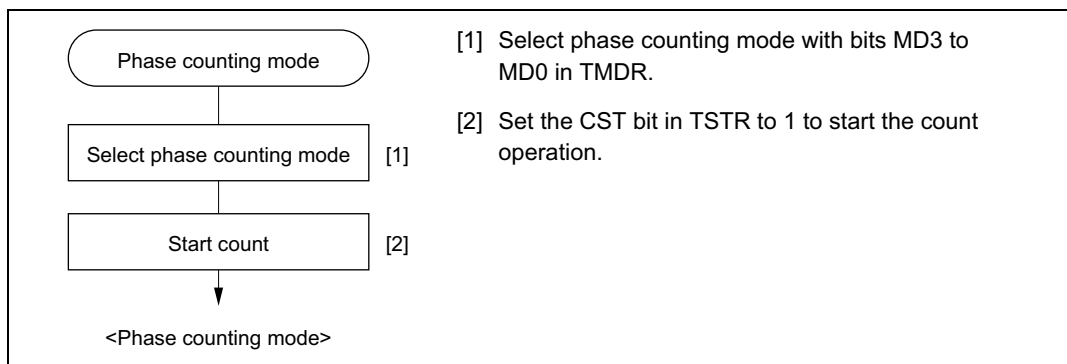 Phase counting mode
Select phase counting mode [1]
Start count [2]
<Phase counting mode>
[1] Select phase counting mode with bits MD3 to
MD0 in TMDR.
[2] Set the CST bit in TSTR to 1 to start the count
operation.